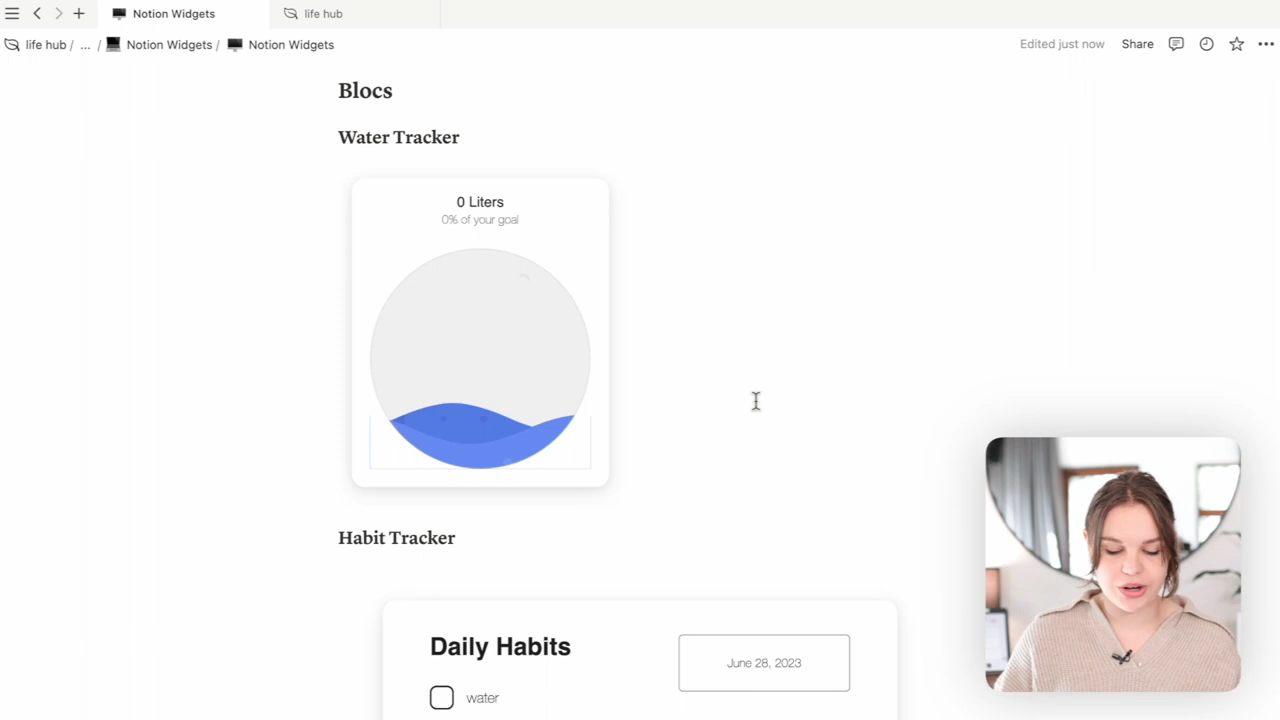 Notion Widgets
life hub
life hub / ... / Notion Widgets / Notion Widgets
Edited just now
Share
Blocs
Water Tracker
0 Liters
0% of your goal
Habit Tracker
Daily Habits
June 28, 2023
water